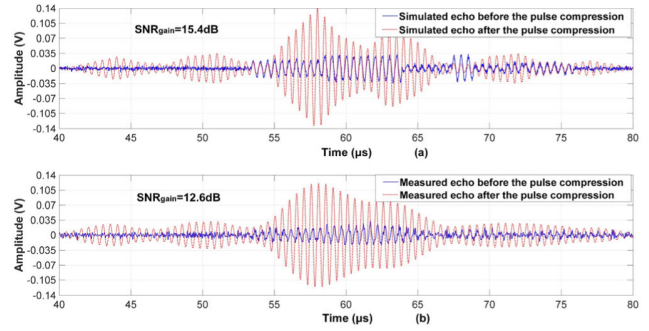 SNRgain=15.4dB
Simulated echo before the pulse compression
Simulated echo after the pulse compression
Amplitude (V)
0.14
0.105
0.07
0.035
0
-0.035
-0.07
-0.105
-0.14
40 45 50 55 60 65 70 75 80
Time (μs) (a)
SNRgain=12.6dB
Measured echo before the pulse compression
Measured echo after the pulse compression
Amplitude (V)
0.14
0.105
0.07
0.035
0
-0.035
-0.07
-0.105
-0.14
40 45 50 55 60 65 70 75 80
Time (μs) (b)